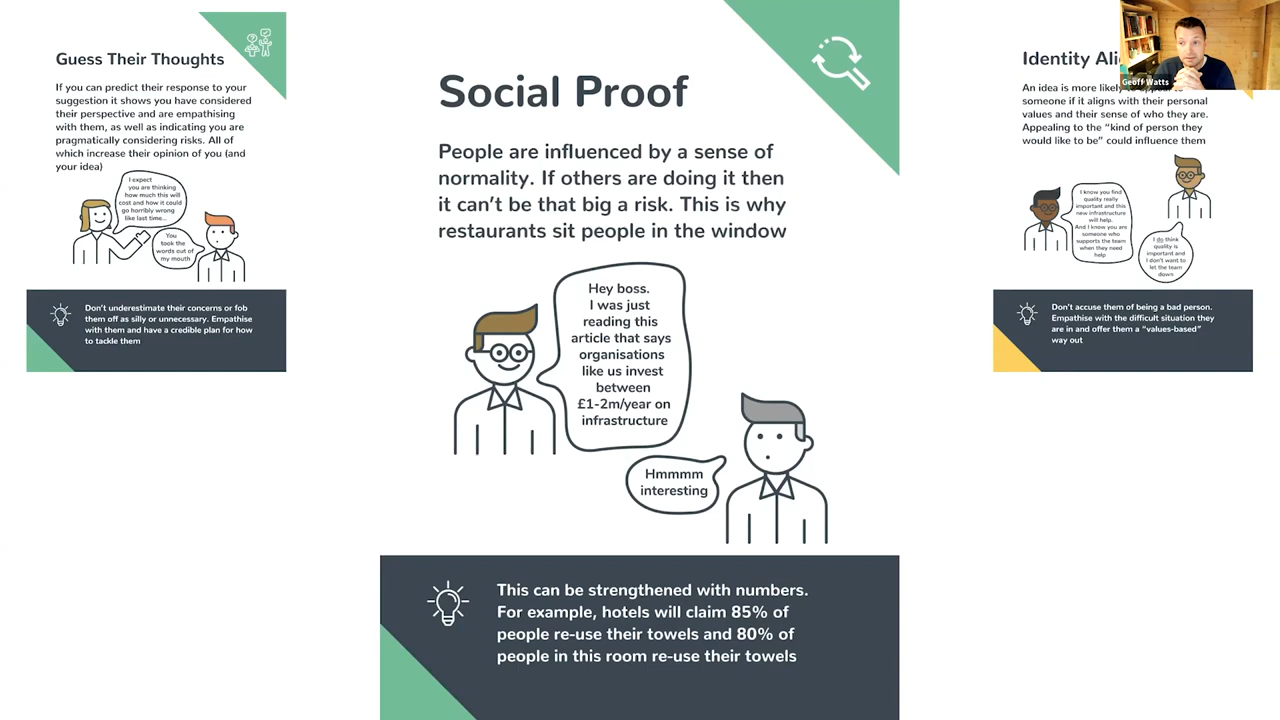 Guess Their Thoughts
If you can predict their response to your
suggestion it shows you have considered
their perspective and are empathising
with them, as well as indicating you are
pragmatically considering risks. All of
which increase their opinion of you (and
your idea)
I expect
you are thinking
how much this will
cost and how it could
go horribly wrong
like last time...
You
took the
words out of
my mouth
Don't underestimate their concerns or fob
them off as silly or unnecessary. Empathise
with them and have a credible plan for how
to tackle them
Social Proof
People are influenced by a sense of
normality. If others are doing it then
it can't be that big a risk. This is why
restaurants sit people in the window
Hey boss.
I was just
reading this
article that says
organisations
like us invest
between
£1-2m/year on
infrastructure
Hmmmm
interesting
This can be strengthened with numbers.
For example, hotels will claim 85% of
people re-use their towels and 80% of
people in this room re-use their towels
Geoff Watts
Identity
An idea is more likely to
someone if it aligns with their personal
values and their sense of who they are.
Appealing to the "kind of person they
would like to be" could influence them
I know you find
quality really
important and this
new infrastructure
will help.
And I know you are
someone who
supports the team
when they need
help
I do think
quality is
important and
I don't want to
let the team
down
Don't accuse them of being a bad person.
Empathise with the difficult situation they
are in and offer them a "values-based"
way out